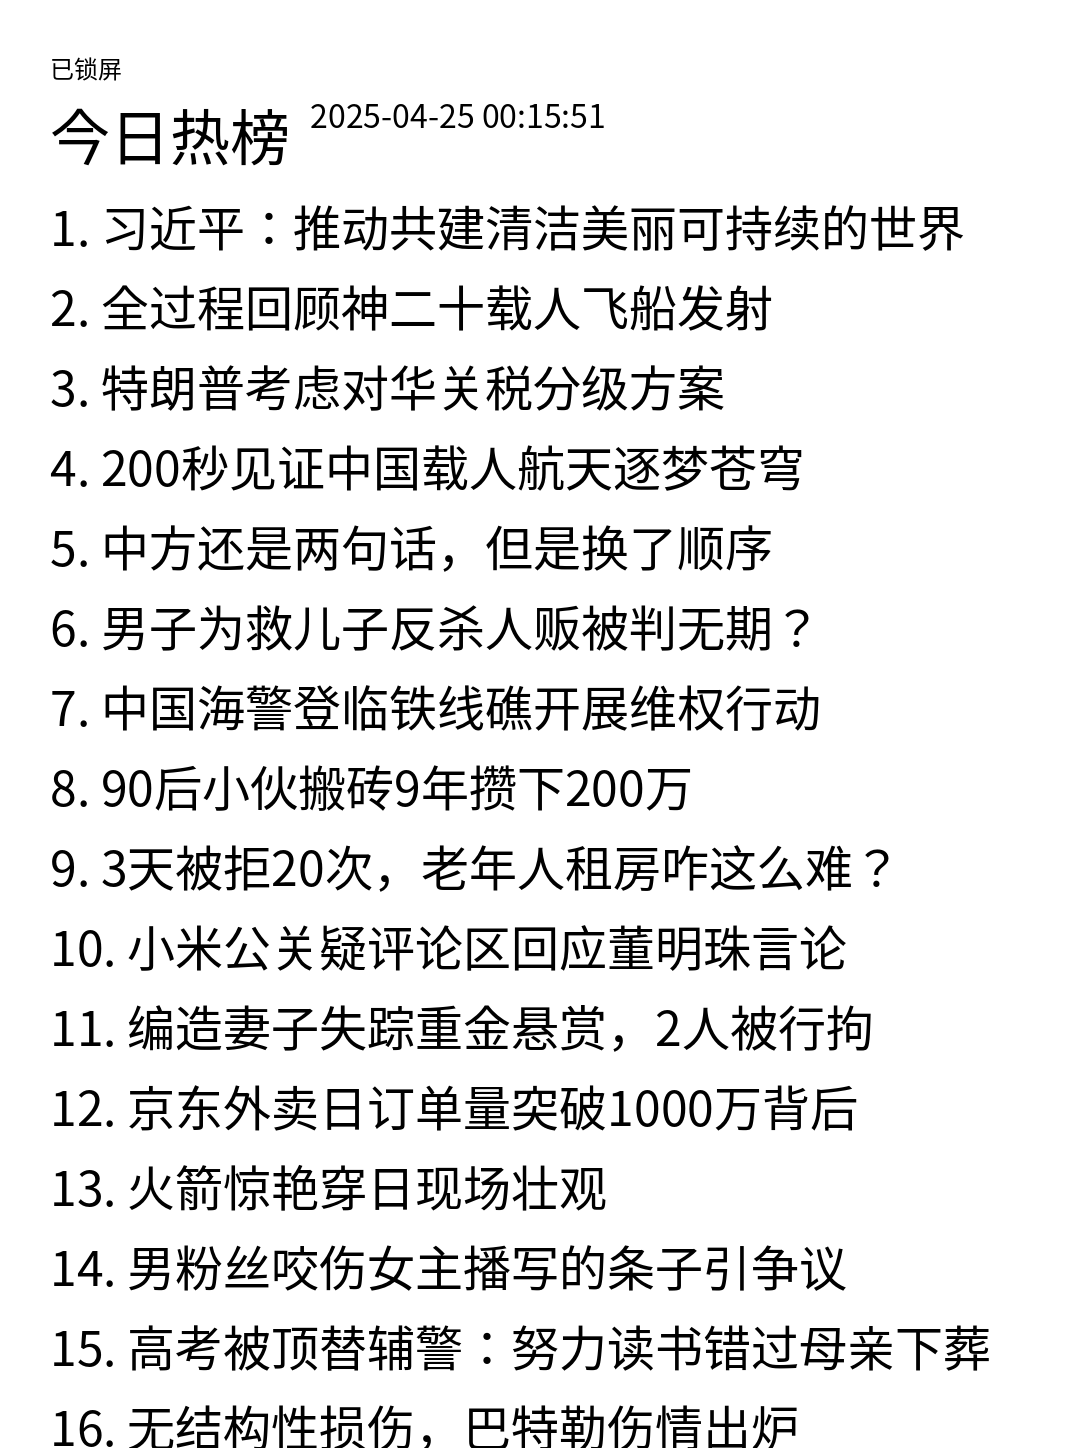 已锁屏
今日热榜 2025-04-25 00:15:51
1. 习近平：推动共建清洁美丽可持续的世界
2. 全过程回顾神二十载人飞船发射
3. 特朗普考虑对华关税分级方案
4. 200秒见证中国载人航天逐梦苍穹
5. 中方还是两句话，但是换了顺序
6. 男子为救儿子反杀人贩被判无期？
7. 中国海警登临铁线礁开展维权行动
8. 90后小伙搬砖9年攒下200万
9. 3天被拒20次，老年人租房咋这么难？
10. 小米公关疑评论区回应董明珠言论
11. 编造妻子失踪重金悬赏，2人被行拘
12. 京东外卖日订单量突破1000万背后
13. 火箭惊艳穿日现场壮观
14. 男粉丝咬伤女主播写的条子引争议
15. 高考被顶替辅警：努力读书错过母亲下葬
16. 无结构性损伤，巴特勒伤情出炉